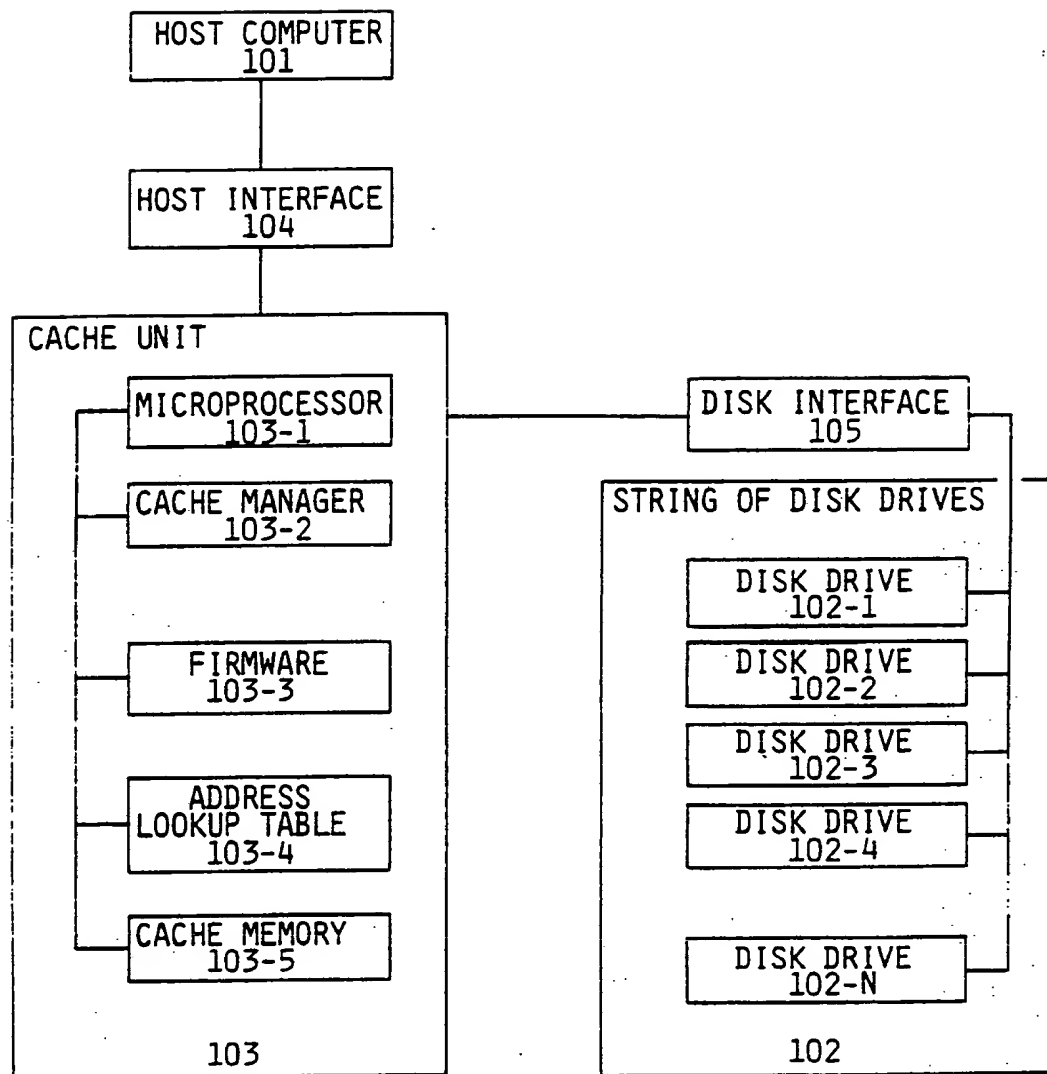 HOST COMPUTER
101
HOST INTERFACE
104
CACHE UNIT
MICROPROCESSOR
103-1
CACHE MANAGER
103-2
FIRMWARE
103-3
ADDRESS
LOOKUP TABLE
103-4
CACHE MEMORY
103-5
103
DISK INTERFACE
105
STRING OF DISK DRIVES
DISK DRIVE
102-1
DISK DRIVE
102-2
DISK DRIVE
102-3
DISK DRIVE
102-4
DISK DRIVE
102-N
102